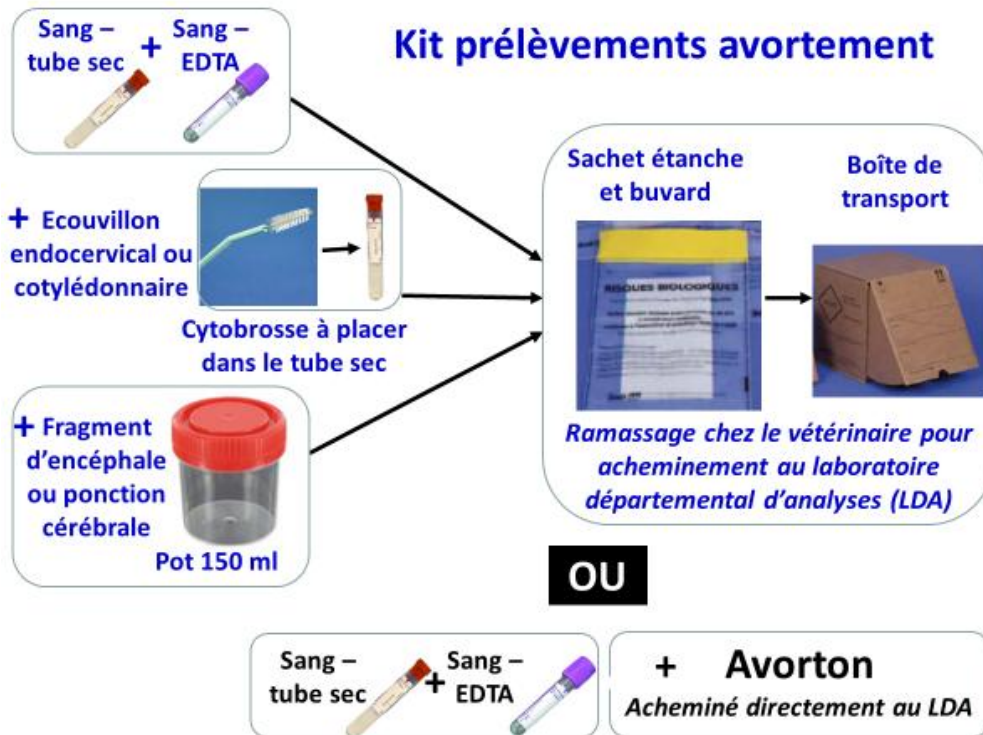 Kit prélèvements avortement
Sang –
tube sec
+
Sang –
EDTA
+ Ecouvillon
endocervical ou
cotylédonnaire
Cytobrosse à placer
dans le tube sec
+ Fragment
d'encéphale
ou ponction
cérébrale
Pot 150 ml
Sachet étanche
et buvard
Boîte de
transport
RISQUES BIOLOGIQUES
Ramassage chez le vétérinaire pour
acheminement au laboratoire
départemental d'analyses (LDA)
OU
Sang –
tube sec
+
Sang –
EDTA
+ Avorton
Acheminé directement au LDA